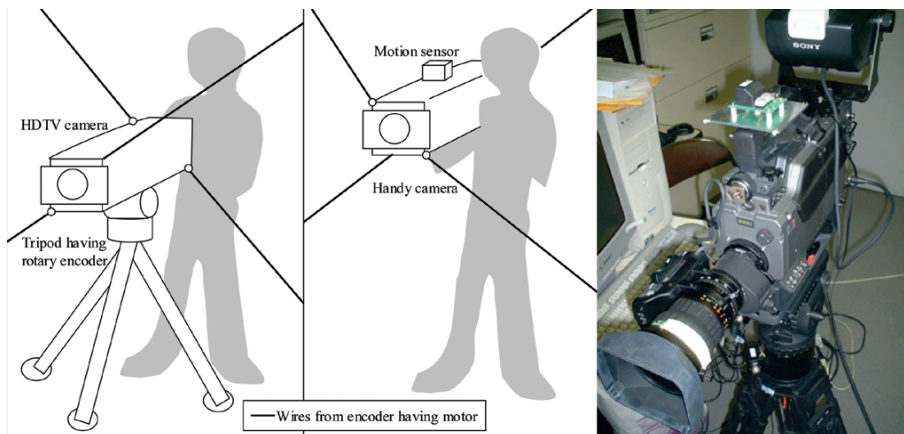 HDTV camera
Tripod having
rotary encoder
Motion sensor
Handy camera
Wires from encoder having motor
SONY